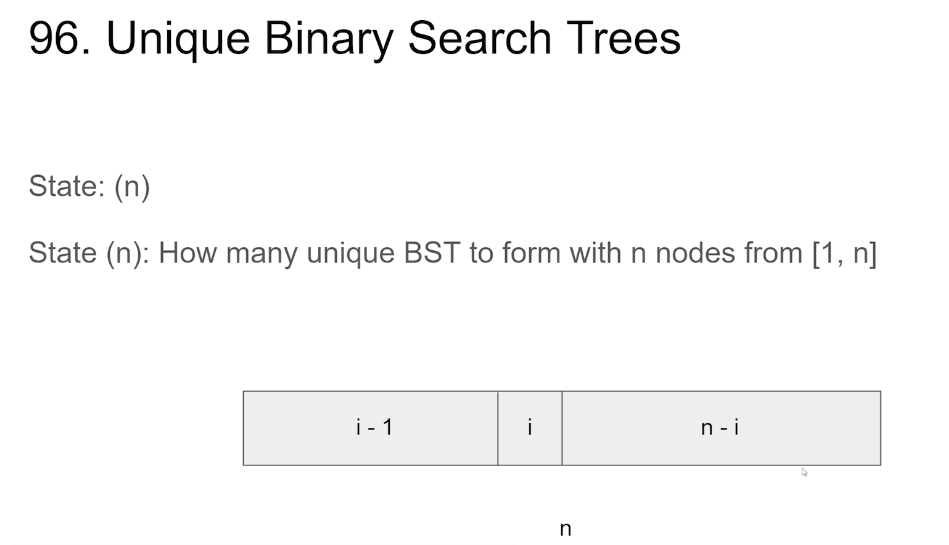 96. Unique Binary Search Trees
State: (n)
State (n): How many unique BST to form with n nodes from [1, n]
i - 1
i
n - i
n